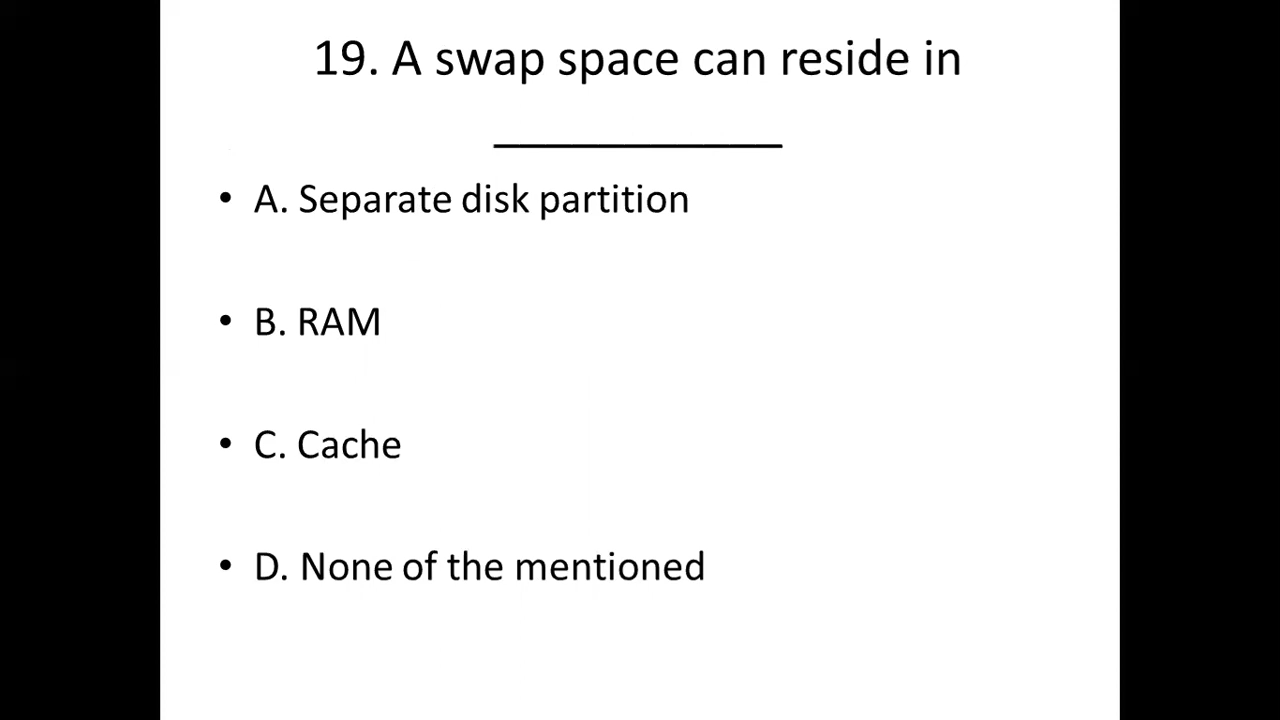 19. A swap space can reside in
____________
• A. Separate disk partition
• B. RAM
• C. Cache
• D. None of the mentioned